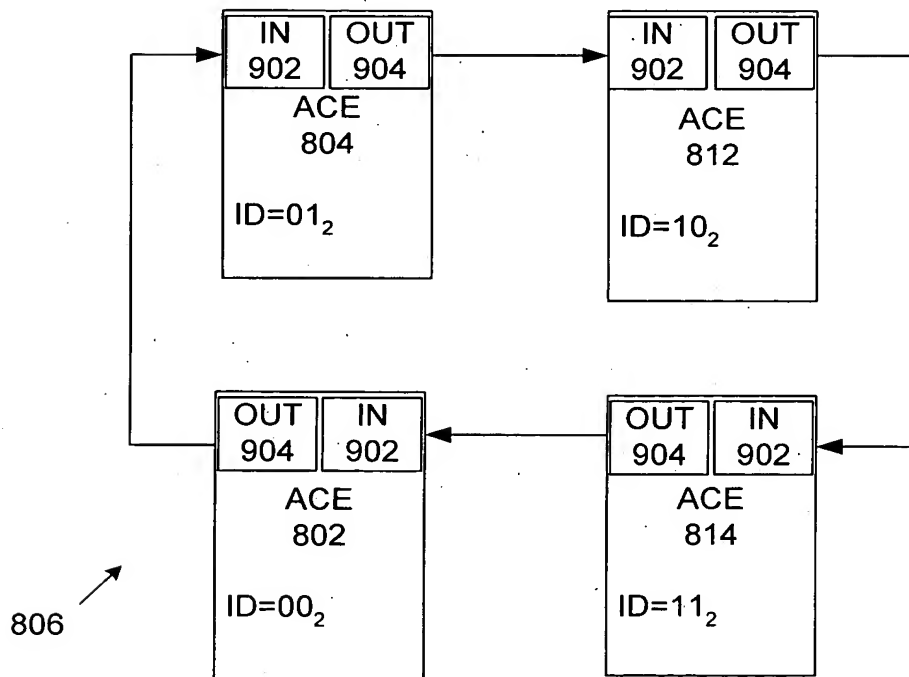 IN OUT
902 904
ACE
804
ID=01₂
IN OUT
902 904
ACE
812
ID=10₂
OUT IN
904 902
ACE
802
ID=00₂
OUT IN
904 902
ACE
814
ID=11₂
806